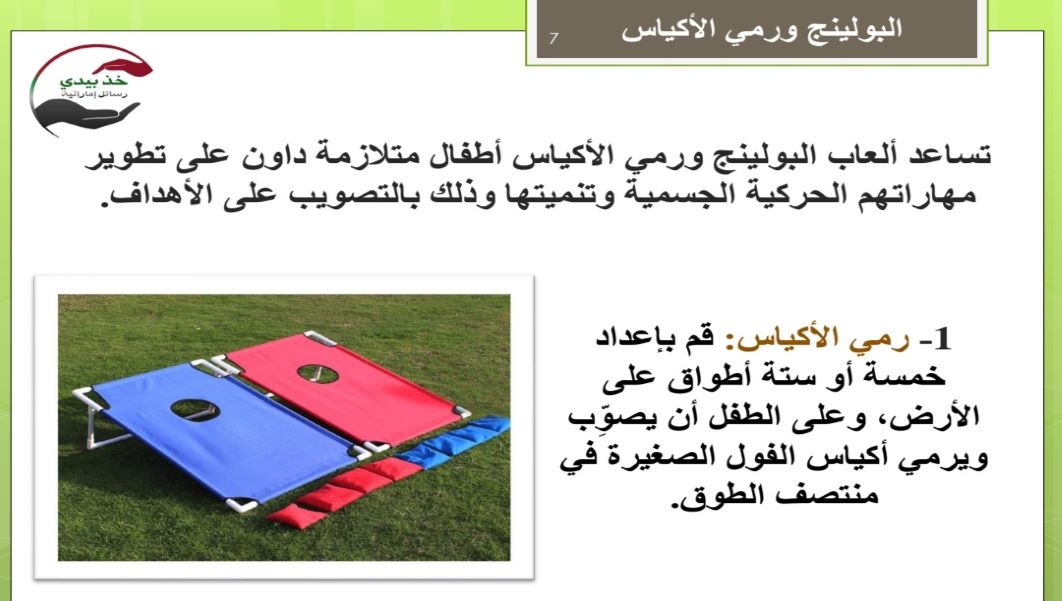 البولينج ورمي الأكياس
7
خذ بيدي
رسائل إماراتية
تساعد ألعاب البولينج ورمي الأكياس أطفال متلازمة داون على تطوير
مهاراتهم الحركية الجسمية وتنميتها وذلك بالتصويب على الأهداف.
1- رمي الأكياس: قم بإعداد
خمسة أو ستة أطواق على
الأرض، وعلى الطفل أن يصوِّب
ويرمي أكياس الفول الصغيرة في
منتصف الطوق.